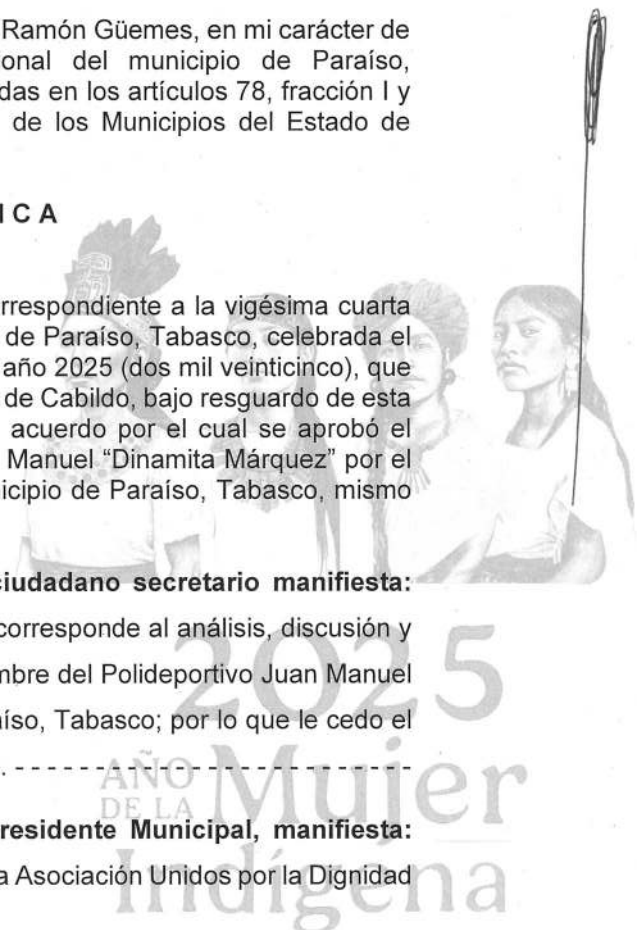 Ramón Güemes, en mi carácter de
ional del municipio de Paraíso,
das en los artículos 78, fracción I y
de los Municipios del Estado de
I C A
rrespondiente a la vigésima cuarta
de Paraíso, Tabasco, celebrada el
año 2025 (dos mil veinticinco), que
de Cabildo, bajo resguardo de esta
acuerdo por el cual se aprobó el
Manuel “Dinamita Márquez” por el
icipio de Paraíso, Tabasco, mismo
ciudadano secretario manifiesta:
corresponde al análisis, discusión y
mbre del Polideportivo Juan Manuel
aíso, Tabasco; por lo que le cedo el
. - - - - - - - - - - - - - - - - - - - - - - - - - - - - -
residente Municipal, manifiesta:
a Asociación Unidos por la Dignidad
2025
AÑO
DE LA
Mujer
Indígena